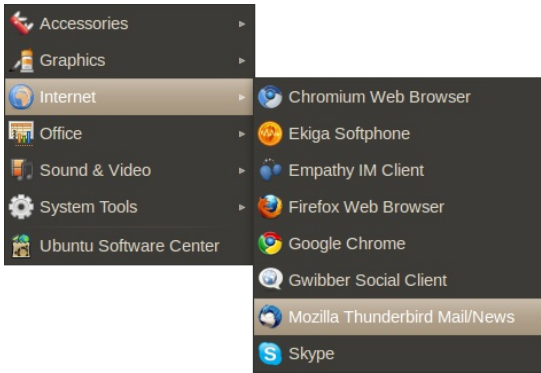 Accessories
Graphics
Internet
Office
Sound & Video
System Tools
Ubuntu Software Center
Chromium Web Browser
Ekiga Softphone
Empathy IM Client
Firefox Web Browser
Google Chrome
Gwibber Social Client
Mozilla Thunderbird Mail/News
Skype